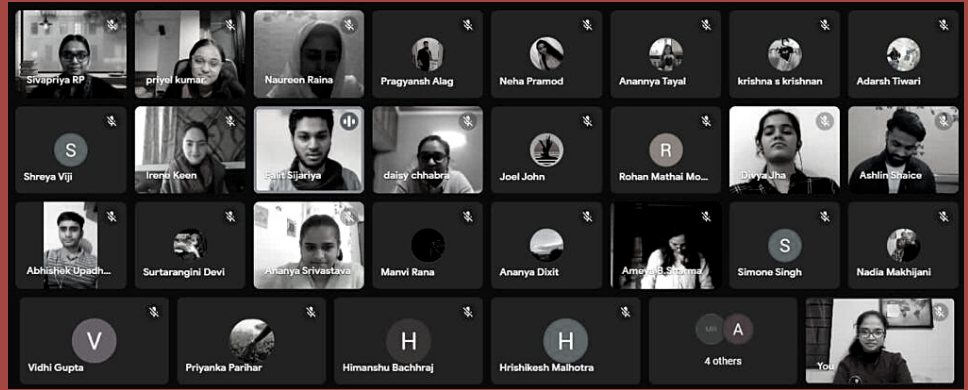 Sivapriya RP
priyel kumar
Naureen Raina
Pragyansh Alag
Neha Pramod
Anannya Tayal
krishna s krishnan
Adarsh Tiwari
S
Shreya Viji
Irene Keen
Palit Sijariya
daisy chhabra
Joel John
R
Rohan Mathai Mo...
Divya Jha
Ashlin Shaice
Abhishek Upadh...
Surtarangini Devi
Ananya Srivastava
Manvi Rana
Ananya Dixit
Ameya B.Sharma
S
Simone Singh
Nadia Makhijani
V
Vidhi Gupta
Priyanka Parihar
H
Himanshu Bachhraj
H
Hrishikesh Malhotra
MR
A
4 others
You